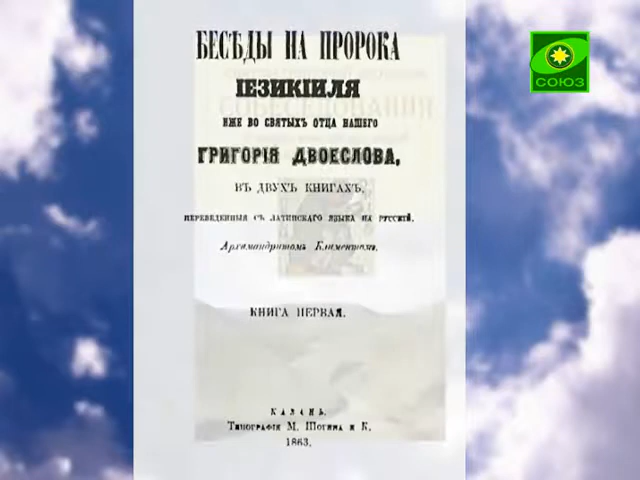 БЕСѢДЫ НА ПРОРОКА
ІЕЗИКІИЛЯ
ИЖЕ ВО СВЯТЫХЪ ОТЦА НАШЕГО
ГРИГОРІЯ ДВОЕСЛОВА,
ВЪ ДВУХЪ КНИГАХЪ,
ПЕРЕВЕДЕННЫЯ СЪ ЛАТИНСКАГО ЯЗЫКА НА РУССКІЙ.
Архимандритомъ Климентомъ.
КНИГА ПЕРВАЯ.
КАЗАНЬ.
Типографія М. Шогина и К.
1863.
СОЮЗ